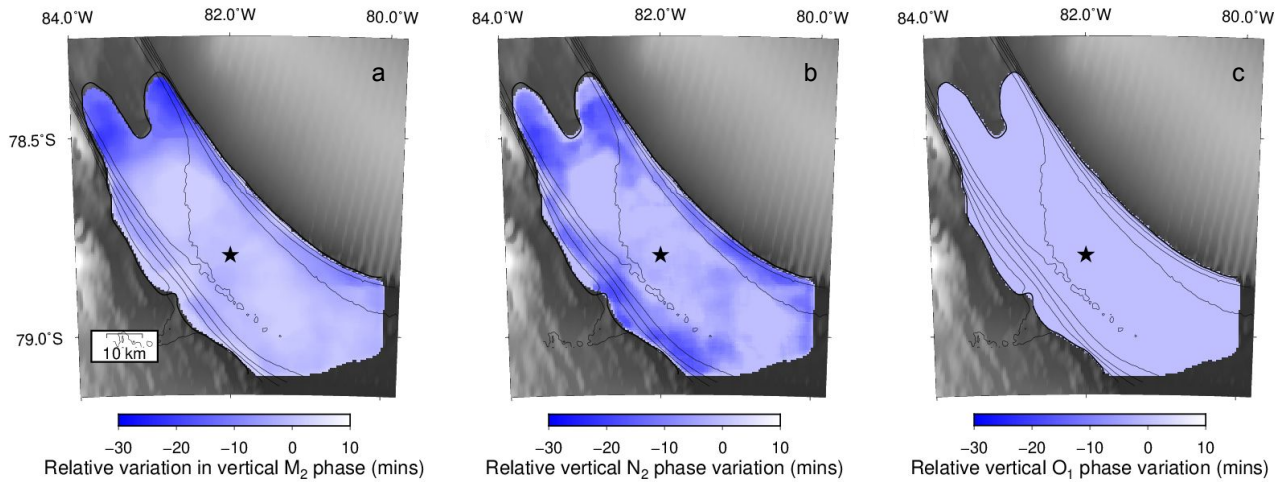 84.0˚W 82.0˚W 80.0˚W
84.0˚W 82.0˚W 80.0˚W
84.0˚W 82.0˚W 80.0˚W
a
b
c
78.5˚S
79.0˚S
10 km
−30 −20 −10 0 10
Relative variation in vertical M₂ phase (mins)
−30 −20 −10 0 10
Relative vertical N₂ phase variation (mins)
−30 −20 −10 0 10
Relative vertical O₁ phase variation (mins)